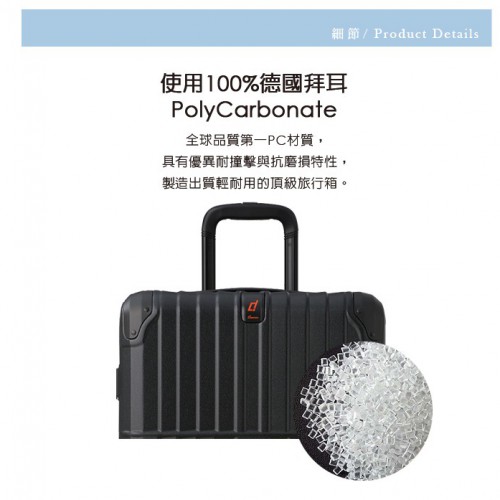 細節 / Product Details
使用100%德國拜耳
PolyCarbonate
全球品質第一PC材質，
具有優異耐撞擊與抗磨損特性，
製造出質輕耐用的頂級旅行箱。